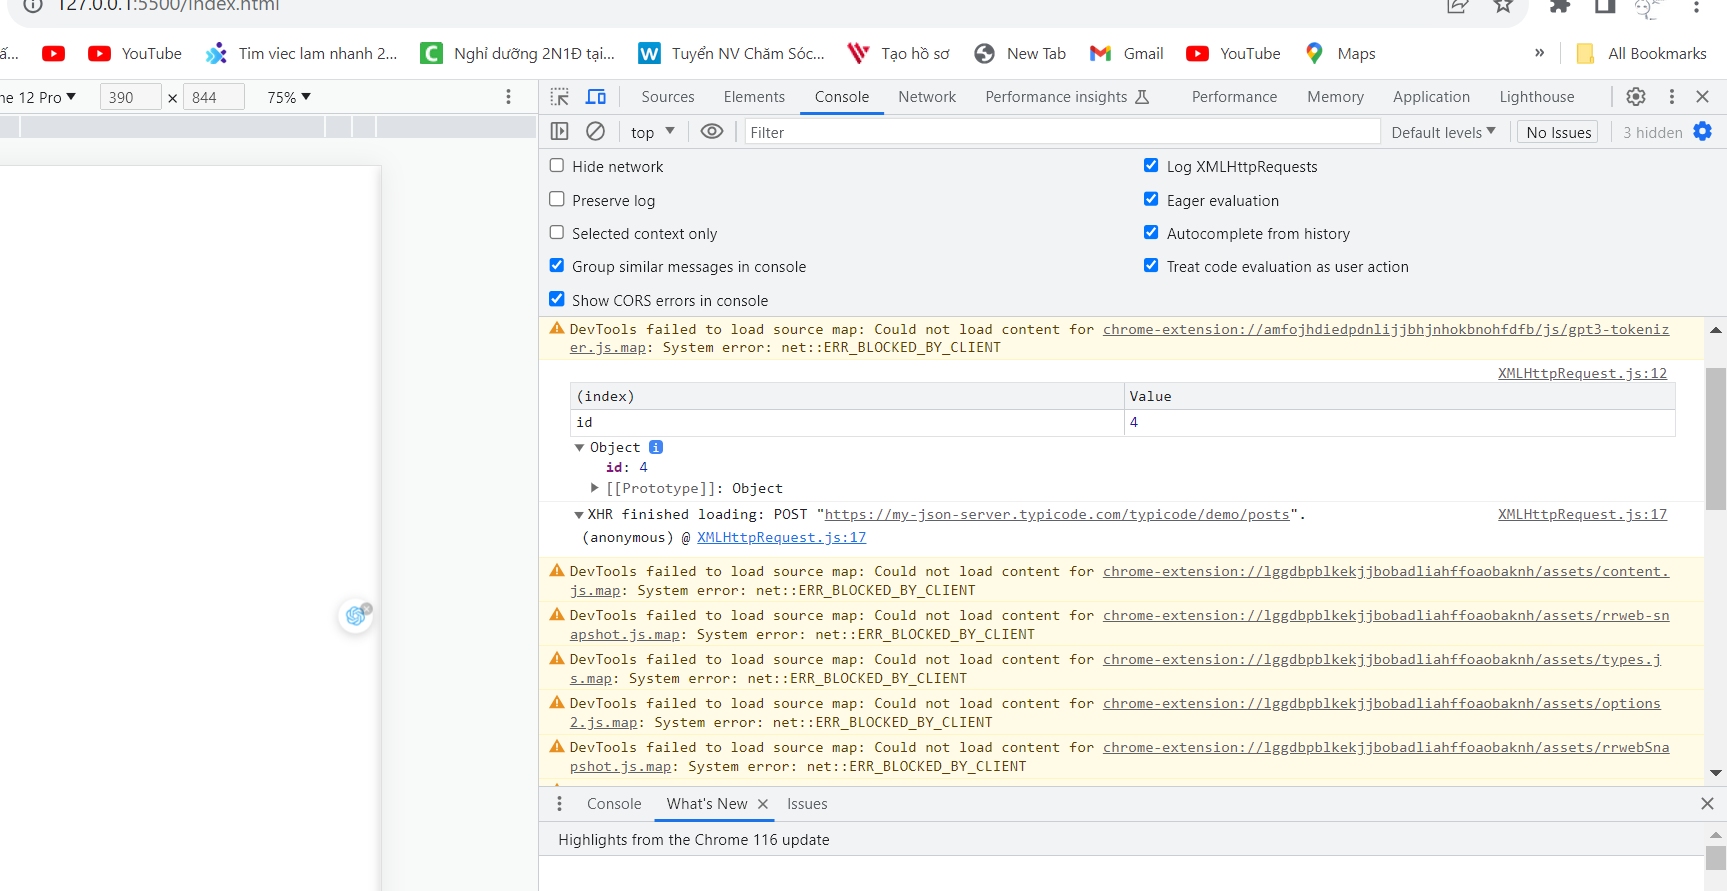 127.0.0.1:5500/index.html
ấ...
YouTube
Tim viec lam nhanh 2...
Nghỉ dưỡng 2N1Đ tại...
Tuyển NV Chăm Sóc...
Tạo hồ sơ
New Tab
Gmail
YouTube
Maps
»
All Bookmarks
ne 12 Pro ▼
390
×
844
75% ▼
Sources
Elements
Console
Network
Performance insights
Performance
Memory
Application
Lighthouse
top ▼
Filter
Default levels ▼
No Issues
3 hidden
Hide network
Log XMLHttpRequests
Preserve log
Eager evaluation
Selected context only
Autocomplete from history
Group similar messages in console
Treat code evaluation as user action
Show CORS errors in console
DevTools failed to load source map: Could not load content for chrome-extension://amfojhdiedpdnlijjbhjnhokbnohfdfb/js/gpt3-tokeniz
er.js.map: System error: net::ERR_BLOCKED_BY_CLIENT
XMLHttpRequest.js:12
(index)
Value
id
4
▼ Object i
id: 4
▶ [[Prototype]]: Object
▼ XHR finished loading: POST "https://my-json-server.typicode.com/typicode/demo/posts".
XMLHttpRequest.js:17
(anonymous) @ XMLHttpRequest.js:17
DevTools failed to load source map: Could not load content for chrome-extension://lggdbpblkekjjbobadliahffoaobaknh/assets/content.
js.map: System error: net::ERR_BLOCKED_BY_CLIENT
DevTools failed to load source map: Could not load content for chrome-extension://lggdbpblkekjjbobadliahffoaobaknh/assets/rrweb-sn
apshot.js.map: System error: net::ERR_BLOCKED_BY_CLIENT
DevTools failed to load source map: Could not load content for chrome-extension://lggdbpblkekjjbobadliahffoaobaknh/assets/types.j
s.map: System error: net::ERR_BLOCKED_BY_CLIENT
DevTools failed to load source map: Could not load content for chrome-extension://lggdbpblkekjjbobadliahffoaobaknh/assets/options
2.js.map: System error: net::ERR_BLOCKED_BY_CLIENT
DevTools failed to load source map: Could not load content for chrome-extension://lggdbpblkekjjbobadliahffoaobaknh/assets/rrwebSna
pshot.js.map: System error: net::ERR_BLOCKED_BY_CLIENT
Console
What's New
Issues
Highlights from the Chrome 116 update